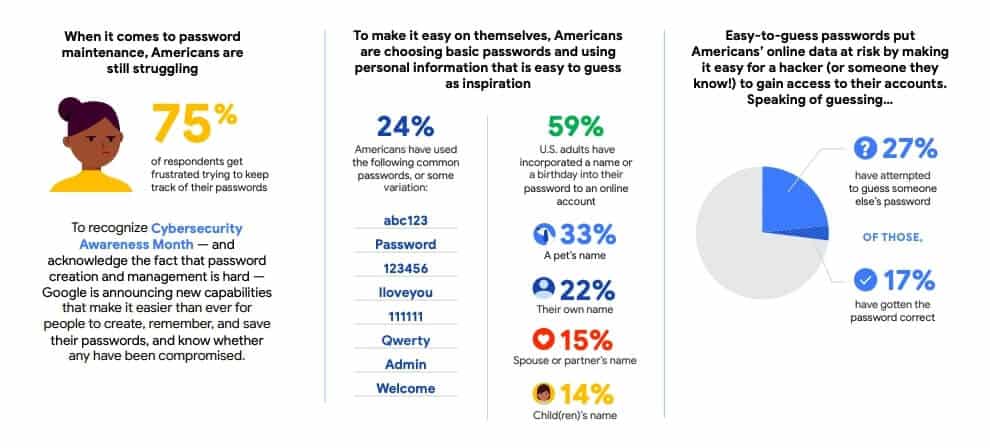 When it comes to password
maintenance, Americans are
still struggling
75%
of respondents get
frustrated trying to keep
track of their passwords
To recognize Cybersecurity
Awareness Month — and
acknowledge the fact that password
creation and management is hard —
Google is announcing new capabilities
that make it easier than ever for
people to create, remember, and save
their passwords, and know whether
any have been compromised.
To make it easy on themselves, Americans
are choosing basic passwords and using
personal information that is easy to guess
as inspiration
24%
Americans have used
the following common
passwords, or some
variation:
abc123
Password
123456
Iloveyou
111111
Qwerty
Admin
Welcome
59%
U.S. adults have
incorporated a name or
a birthday into their
password to an online
account
33%
A pet's name
22%
Their own name
15%
Spouse or partner's name
14%
Child(ren)'s name
Easy-to-guess passwords put
Americans' online data at risk by making
it easy for a hacker (or someone they
know!) to gain access to their accounts.
Speaking of guessing...
? 27%
have attempted
to guess someone
else's password
OF THOSE,
17%
have gotten the
password correct